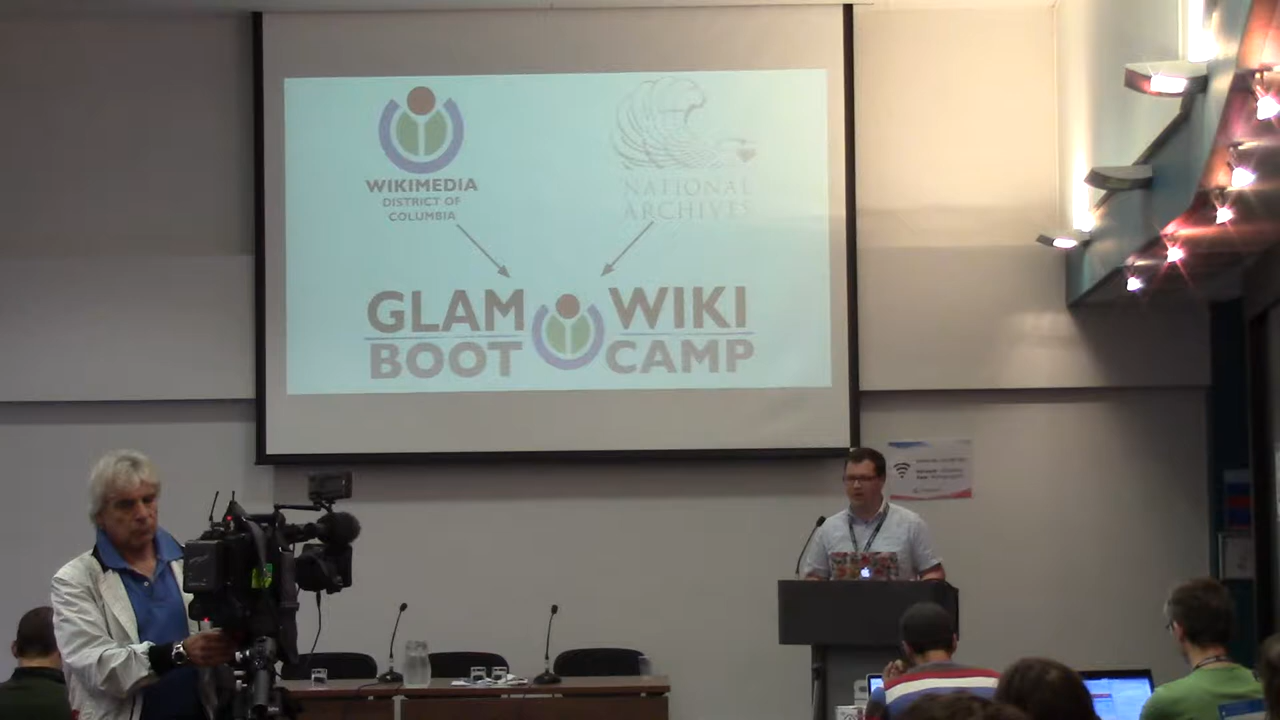 WIKIMEDIA
DISTRICT OF
COLUMBIA
NATIONAL
ARCHIVES
GLAM WIKI
BOOT CAMP